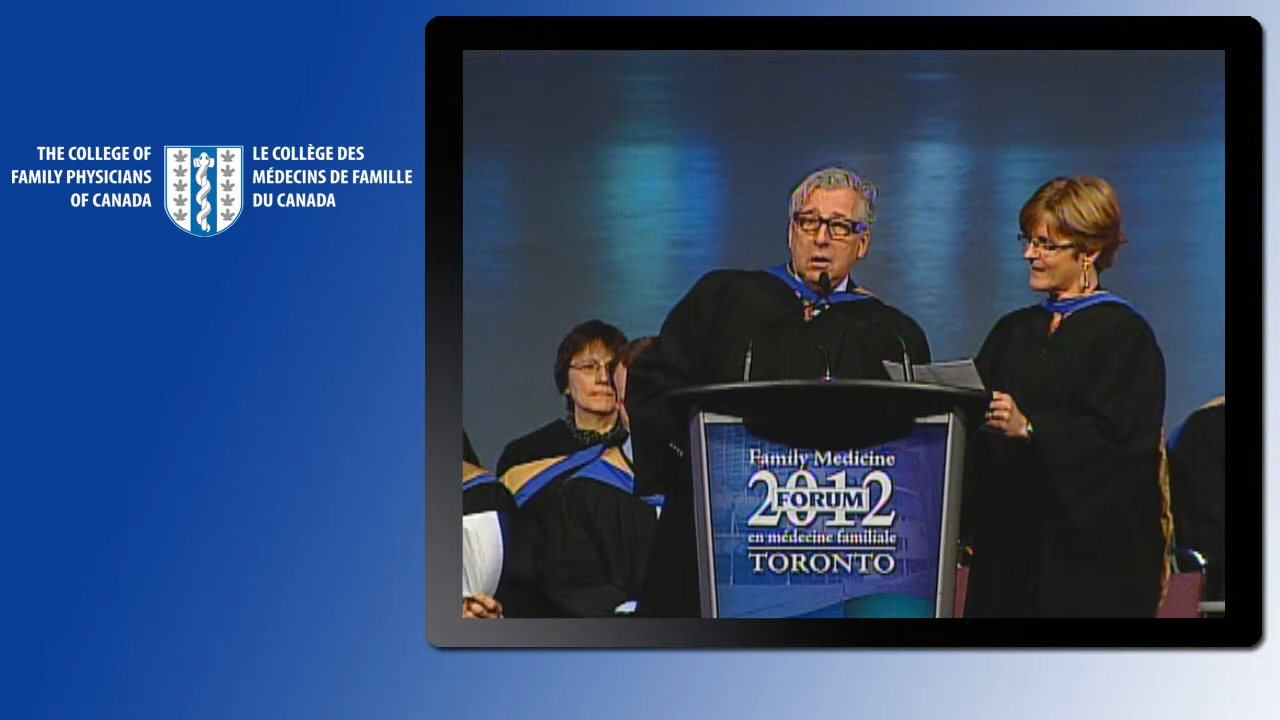 THE COLLEGE OF
FAMILY PHYSICIANS
OF CANADA
LE COLLÈGE DES
MÉDECINS DE FAMILLE
DU CANADA
Family Medicine
2012
FORUM
en médecine familiale
TORONTO